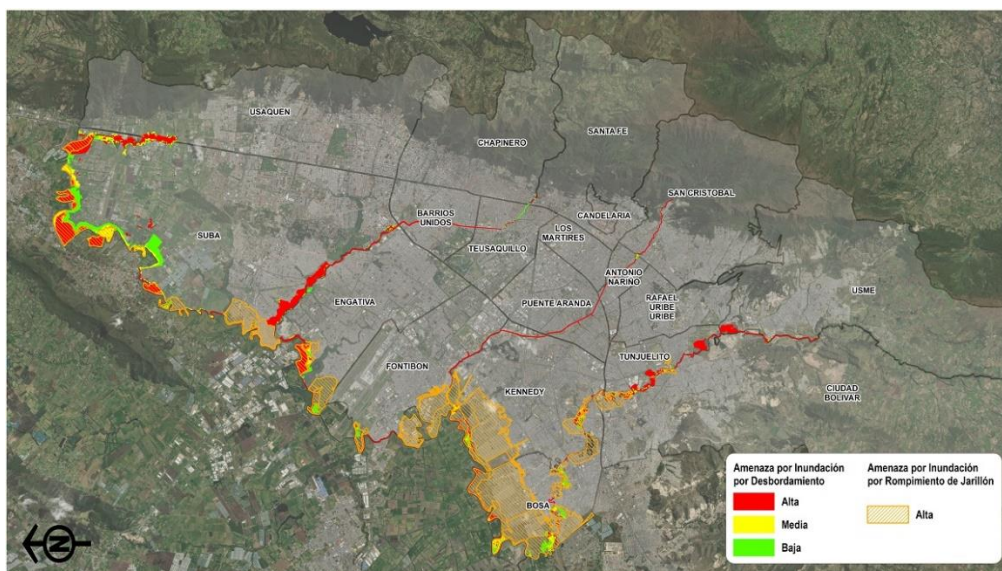 USAQUEN
CHAPINERO
SANTA FE
SAN CRISTOBAL
BARRIOS
UNIDOS
CANDELARIA
LOS
MARTIRES
SUBA
TEUSAQUILLO
ANTONIO
NARIÑO
USME
ENGATIVA
PUENTE ARANDA
RAFAEL
URIBE
URIBE
TUNJUELITO
FONTIBON
KENNEDY
CIUDAD
BOLIVAR
BOSA
N
Amenaza por Inundación
por Desbordamiento
Alta
Media
Baja
Amenaza por Inundación
por Rompimiento de Jarillón
Alta